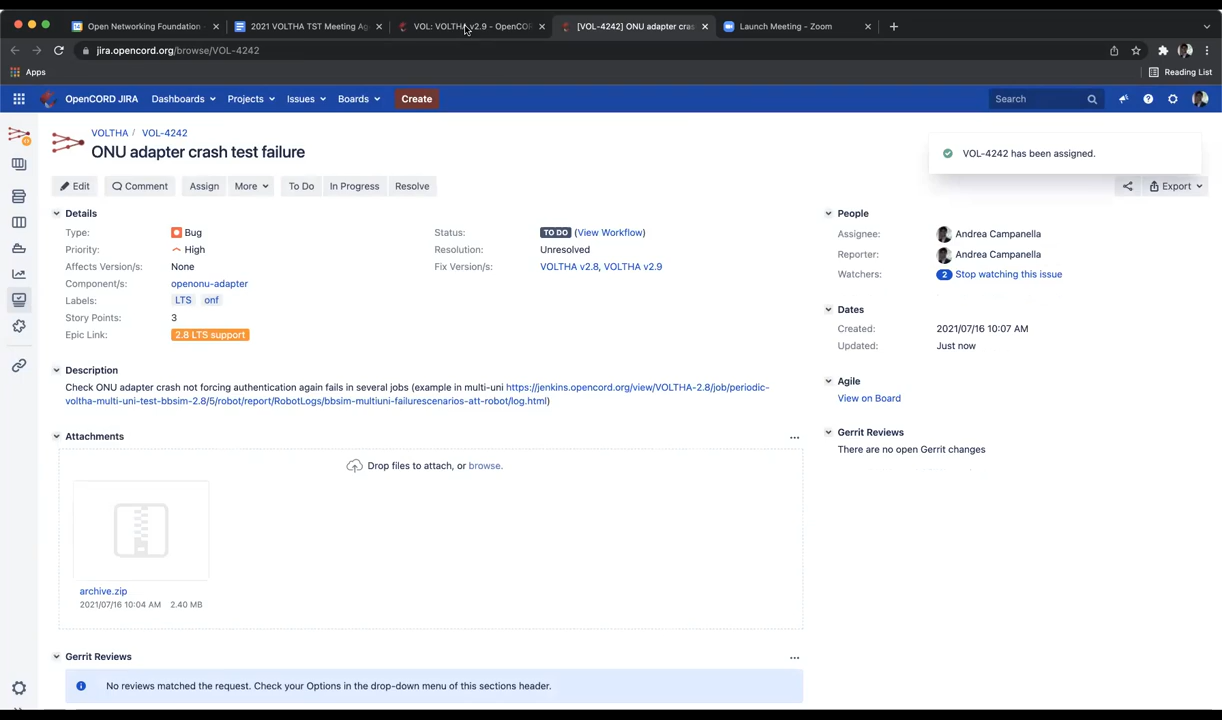 Open Networking Foundation -
2021 VOLTHA TST Meeting Ag
VOL: VOLTHA v2.9 - OpenCOR
[VOL-4242] ONU adapter cras
Launch Meeting - Zoom
jira.opencord.org/browse/VOL-4242
Apps
Reading List
OpenCORD JIRA
Dashboards
Projects
Issues
Boards
Create
Search
VOLTHA / VOL-4242
ONU adapter crash test failure
VOL-4242 has been assigned.
Edit
Comment
Assign
More
To Do
In Progress
Resolve
Export
Details
Type: Bug
Priority: High
Affects Version/s: None
Component/s: openonu-adapter
Labels: LTS onf
Story Points: 3
Epic Link: 2.8 LTS support
Status: TO DO (View Workflow)
Resolution: Unresolved
Fix Version/s: VOLTHA v2.8, VOLTHA v2.9
People
Assignee: Andrea Campanella
Reporter: Andrea Campanella
Watchers: 2 Stop watching this issue
Dates
Created: 2021/07/16 10:07 AM
Updated: Just now
Agile
View on Board
Gerrit Reviews
There are no open Gerrit changes
Description
Check ONU adapter crash not forcing authentication again fails in several jobs (example in multi-uni https://jenkins.opencord.org/view/VOLTHA-2.8/job/periodic-
voltha-multi-uni-test-bbsim-2.8/5/robot/report/RobotLogs/bbsim-multiuni-failurescenarios-att-robot/log.html)
Attachments
Drop files to attach, or browse.
archive.zip
2021/07/16 10:04 AM 2.40 MB
Gerrit Reviews
No reviews matched the request. Check your Options in the drop-down menu of this sections header.